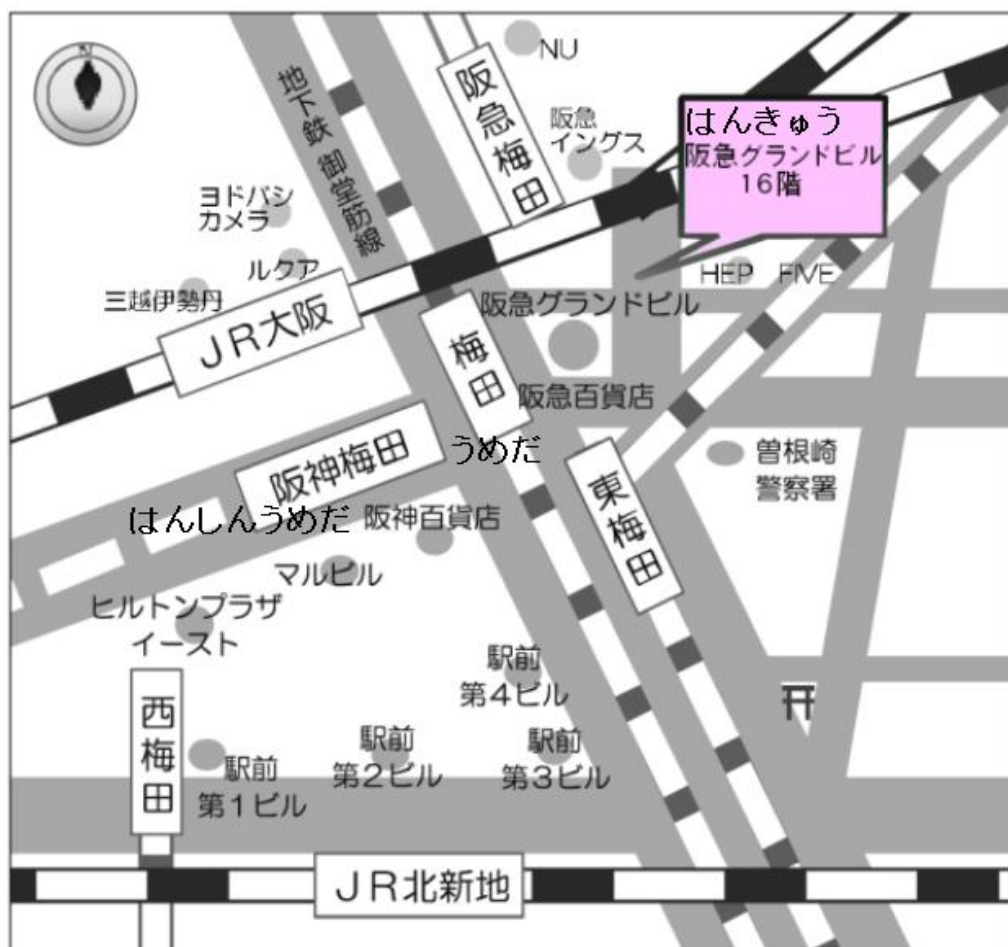 N
NU
地下鉄 御堂筋線
阪急梅田
阪急
イングス
はんきゅう
阪急グランドビル
16階
ヨドバシ
カメラ
ルクア
三越伊勢丹
JR大阪
梅田
阪急グランドビル
HEP FIVE
阪急百貨店
阪神梅田
うめだ
はんしんうめだ
阪神百貨店
東梅田
曽根崎
警察署
マルビル
ヒルトンプラザ
イースト
西梅田
駅前
第4ビル
駅前
第1ビル
駅前
第2ビル
駅前
第3ビル
JR北新地